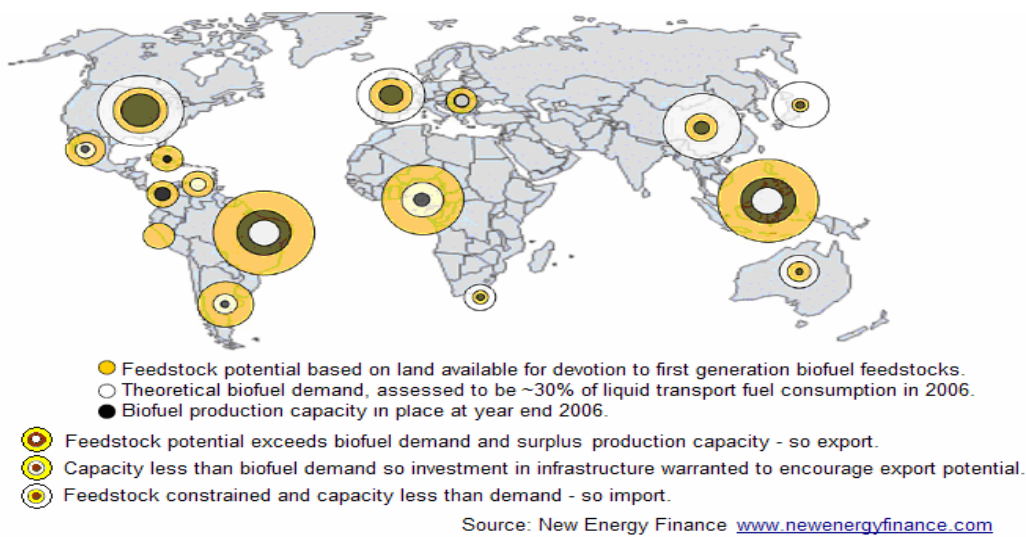 Feedstock potential based on land available for devotion to first generation biofuel feedstocks.
Theoretical biofuel demand, assessed to be ~30% of liquid transport fuel consumption in 2006.
Biofuel production capacity in place at year end 2006.
Feedstock potential exceeds biofuel demand and surplus production capacity - so export.
Capacity less than biofuel demand so investment in infrastructure warranted to encourage export potential.
Feedstock constrained and capacity less than demand - so import.
Source: New Energy Finance www.newenergyfinance.com